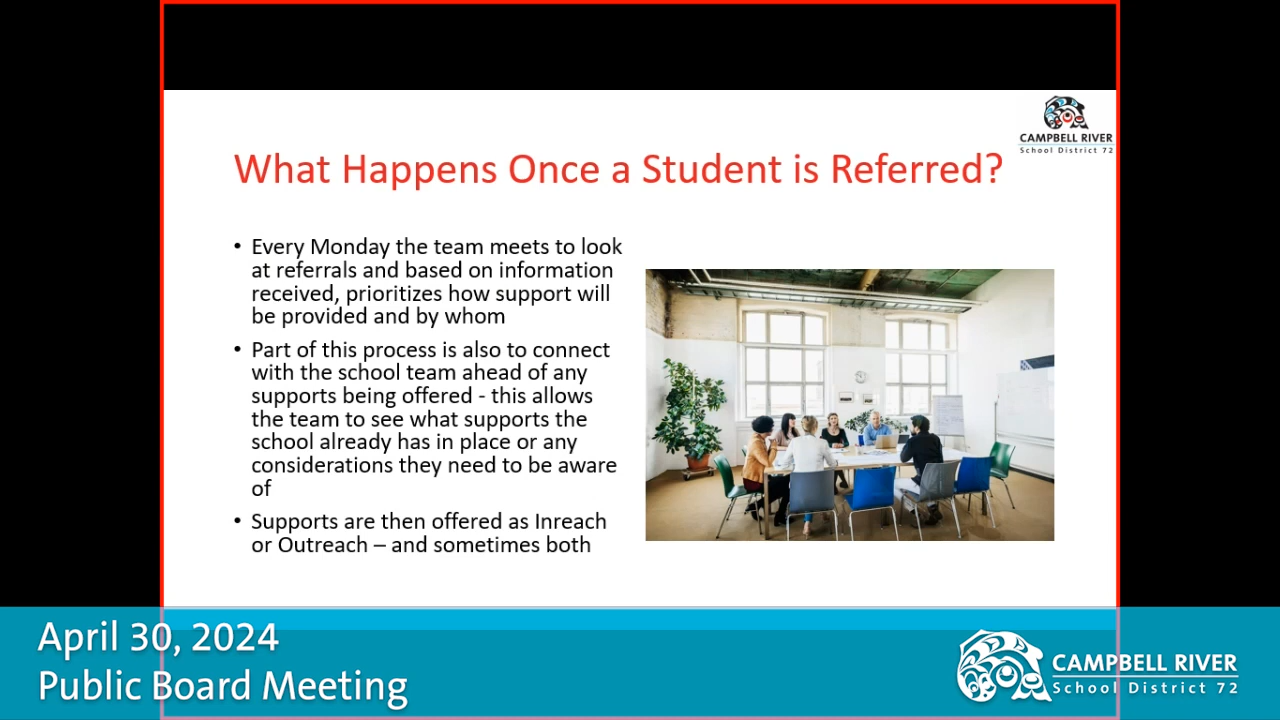 CAMPBELL RIVER
School District 72
What Happens Once a Student is Referred?
• Every Monday the team meets to look
at referrals and based on information
received, prioritizes how support will
be provided and by whom
• Part of this process is also to connect
with the school team ahead of any
supports being offered - this allows
the team to see what supports the
school already has in place or any
considerations they need to be aware
of
• Supports are then offered as Inreach
or Outreach – and sometimes both
April 30, 2024
Public Board Meeting
CAMPBELL RIVER
School District 72